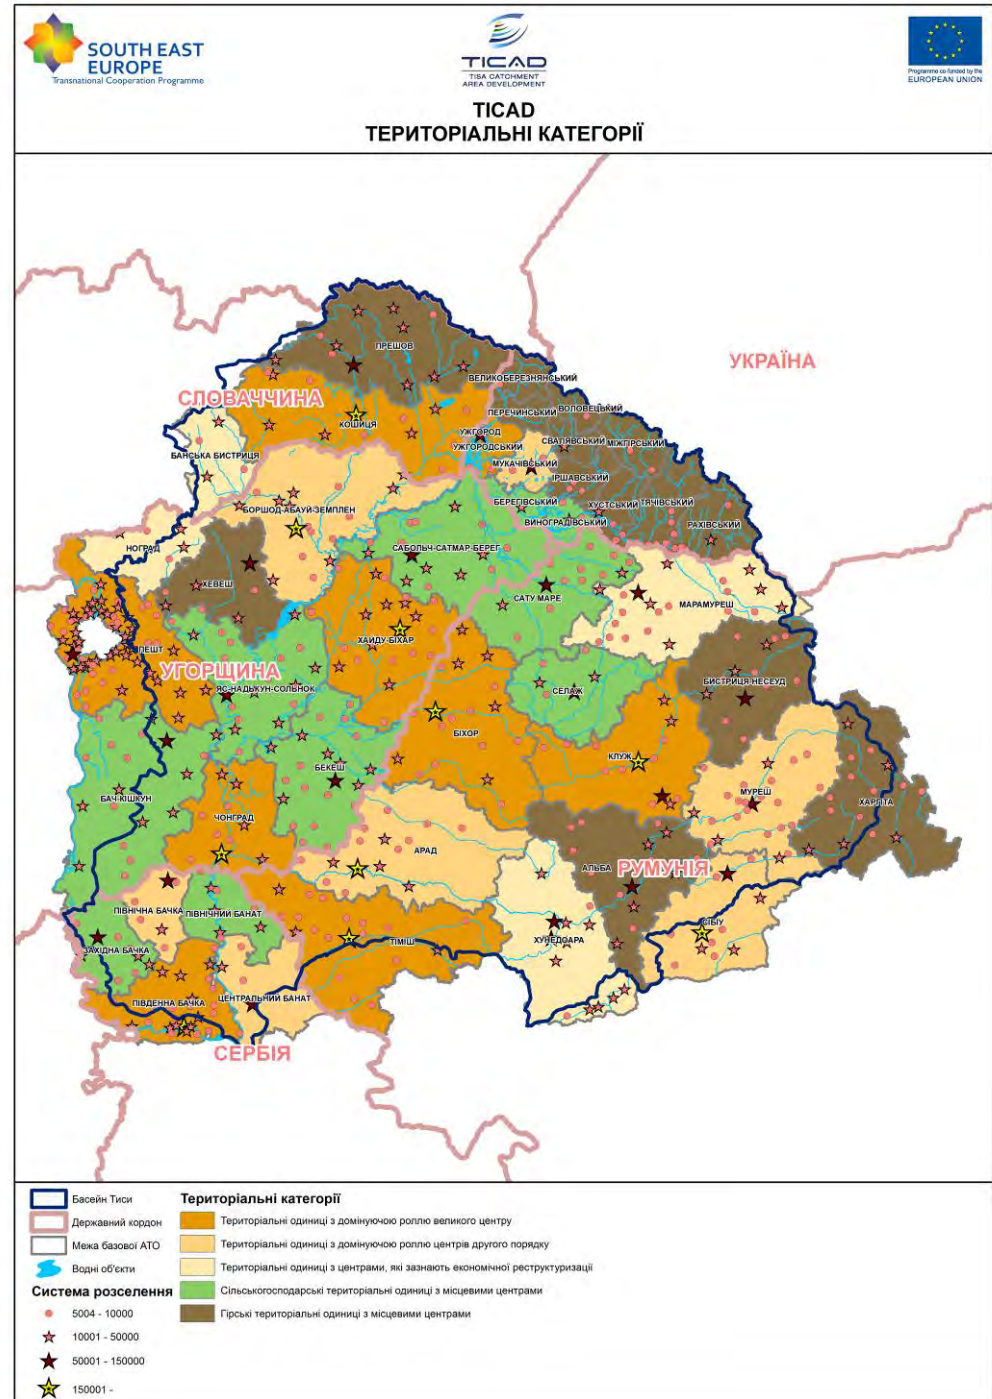 SOUTH EAST
EUROPE
Transnational Cooperation Programme
TICAD
TISA CATCHMENT
AREA DEVELOPMENT
Programme co-funded by the
EUROPEAN UNION
TICAD
ТЕРИТОРІАЛЬНІ КАТЕГОРІЇ
УКРАЇНА
ПРЕШОВ
ВЕЛИКОБЕРЕЗНЯНСЬКИЙ
СЛОВАЧЧИНА
ПЕРЕЧИНСЬКИЙ
ВОЛОВЕЦЬКИЙ
КОШИЦЯ
УЖГОРОД
УЖГОРОДСЬКИЙ
СВАЛЯВСЬКИЙ
МІЖГІРСЬКИЙ
БАНСЬКА БИСТРИЦЯ
МУКАЧІВСЬКИЙ
ІРШАВСЬКИЙ
БОРШОД-АБАУЙ-ЗЕМПЛЕН
БЕРЕГІВСЬКИЙ
ХУСТСЬКИЙ
ТЯЧІВСЬКИЙ
ВИНОГРАДІВСЬКИЙ
РАХІВСЬКИЙ
НОГРАД
САБОЛЬЧ-САТМАР-БЕРЕГ
ХЕВЕШ
САТУ МАРЕ
МАРАМУРЕШ
ПЕШТ
ХАЙДУ-БІХАР
УГОРЩИНА
ЯС-НАДЬКУН-СОЛЬНОК
СЕЛАЖ
БИСТРИЦЯ-НЕСЕУД
БІХОР
КЛУЖ
БЕКЕШ
БАЧ-КІШКУН
МУРЕШ
ХАРГІТА
ЧОНГРАД
АРАД
АЛЬБА
РУМУНІЯ
ПІВНІЧНА БАЧКА
ПІВНІЧНИЙ БАНАТ
СІБІУ
ЗАХІДНА БАЧКА
ТІМІШ
ХУНЕДОАРА
ПІВДЕННА БАЧКА
ЦЕНТРАЛЬНИЙ БАНАТ
СЕРБІЯ
Басейн Тиси
Державний кордон
Межа базової АТО
Водні об'єкти
Система розселення
5004 - 10000
10001 - 50000
50001 - 150000
150001 -
Територіальні категорії
Територіальні одиниці з домінуючою роллю великого центру
Територіальні одиниці з домінуючою роллю центрів другого порядку
Територіальні одиниці з центрами, які зазнають економічної реструктуризації
Сільськогосподарські територіальні одиниці з місцевими центрами
Гірські територіальні одиниці з місцевими центрами